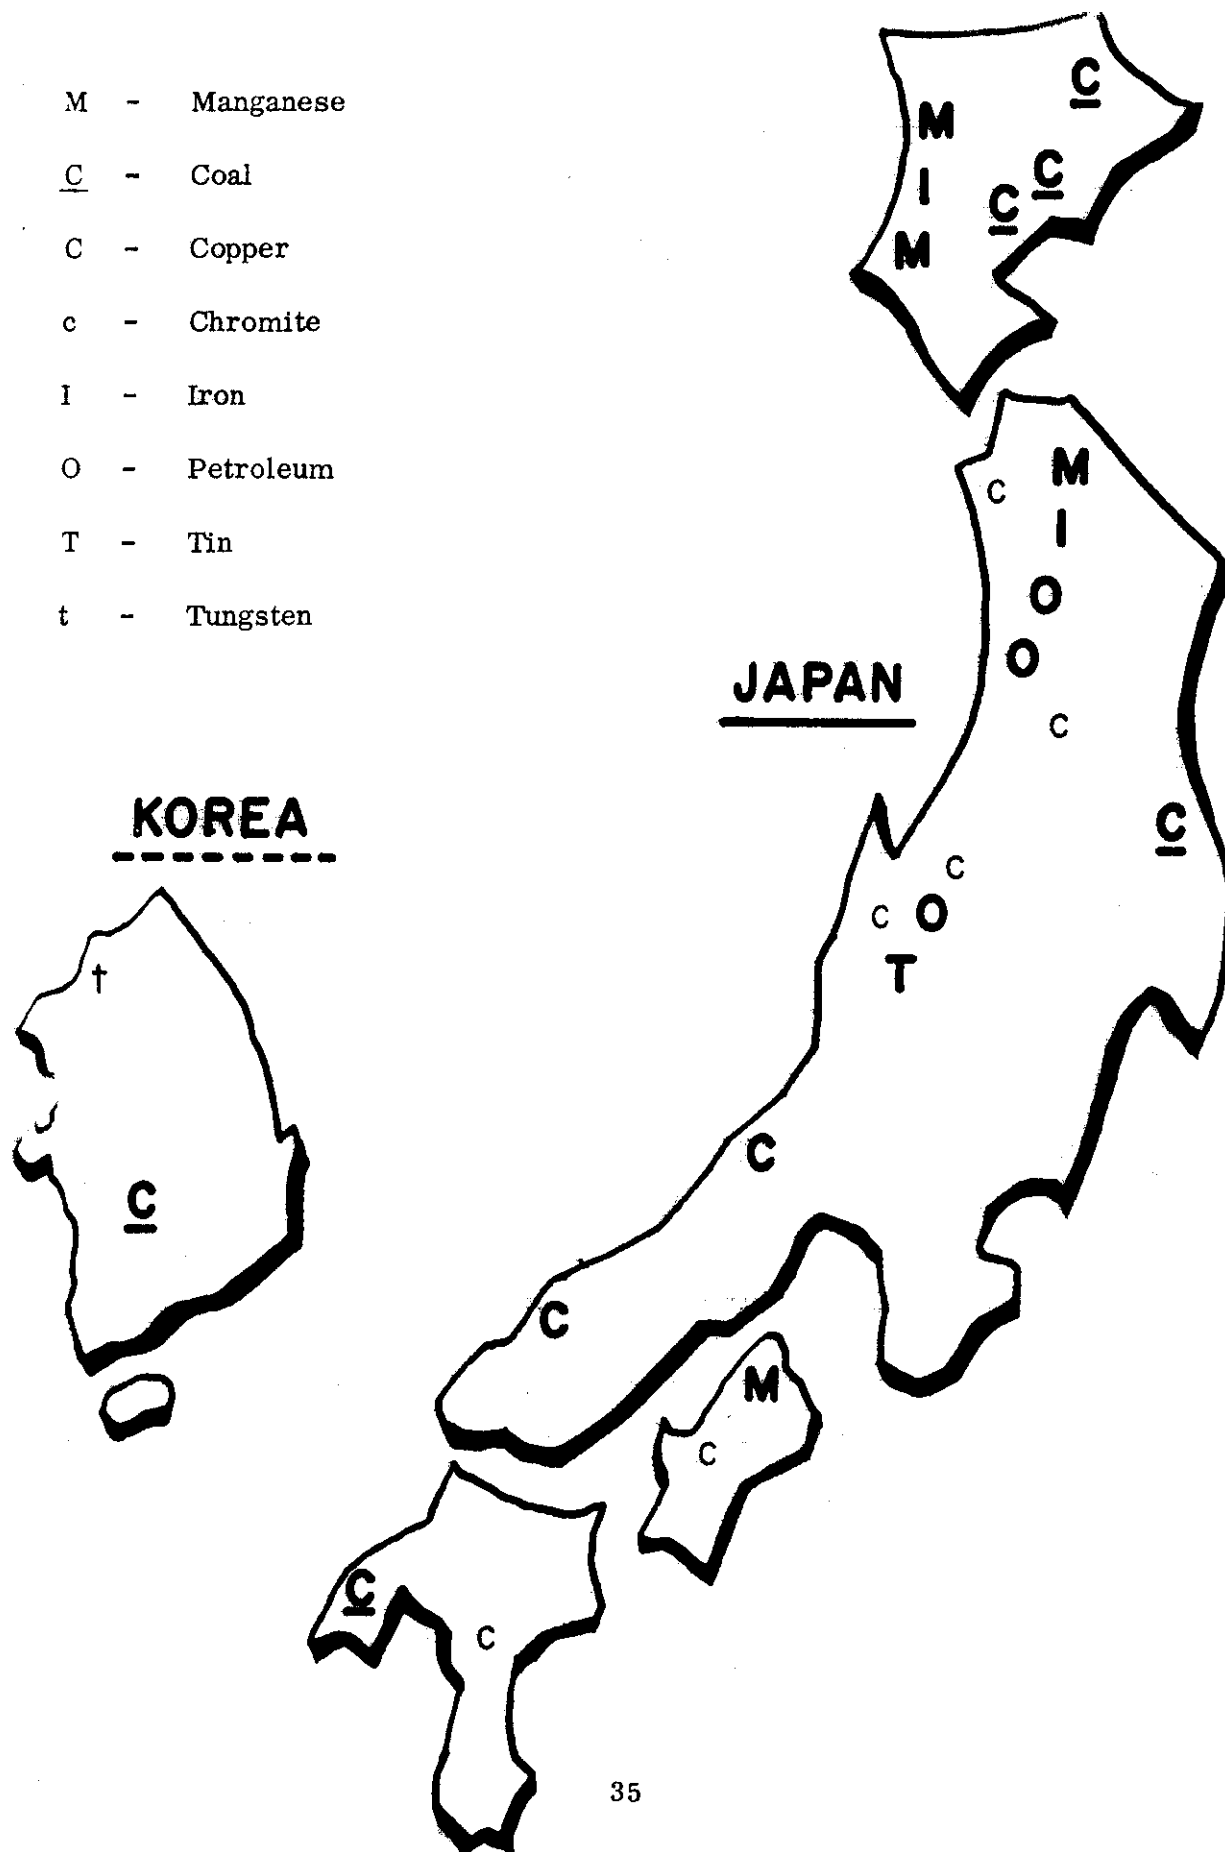 M - Manganese
C - Coal
C - Copper
c - Chromite
I - Iron
O - Petroleum
T - Tin
t - Tungsten
C
M
I
C
C
M
M
c
I
O
O
JAPAN
c
KOREA
C
c
c O
T
t
C
C
C
M
c
C
c
35